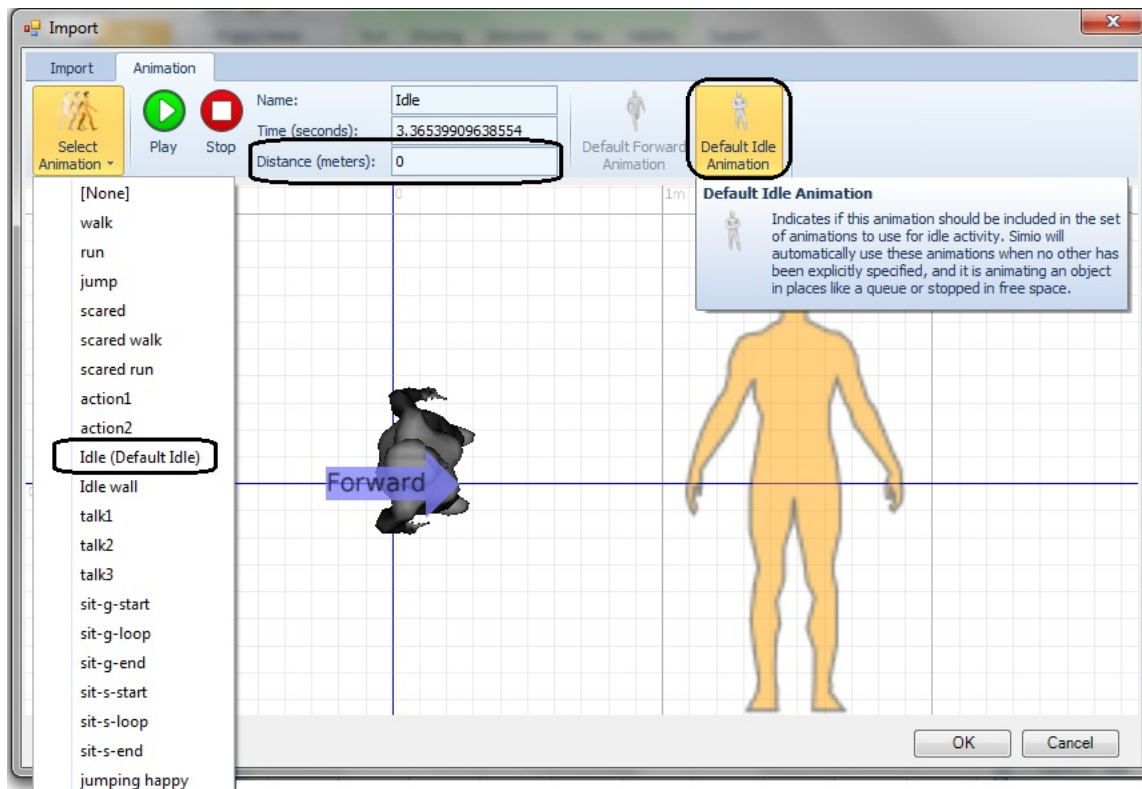 Import
Import
Animation
Select
Animation
Play
Stop
Name:
Idle
Time (seconds):
3.36539909638554
Distance (meters):
0
Default Forward
Animation
Default Idle
Animation
[None]
walk
run
jump
scared
scared walk
scared run
action1
action2
Idle (Default Idle)
Idle wall
talk1
talk2
talk3
sit-g-start
sit-g-loop
sit-g-end
sit-s-start
sit-s-loop
sit-s-end
jumping happy
0
1m
Default Idle Animation
Indicates if this animation should be included in the set
of animations to use for idle activity. Simio will
automatically use these animations when no other has
been explicitly specified, and it is animating an object
in places like a queue or stopped in free space.
Forward
OK
Cancel